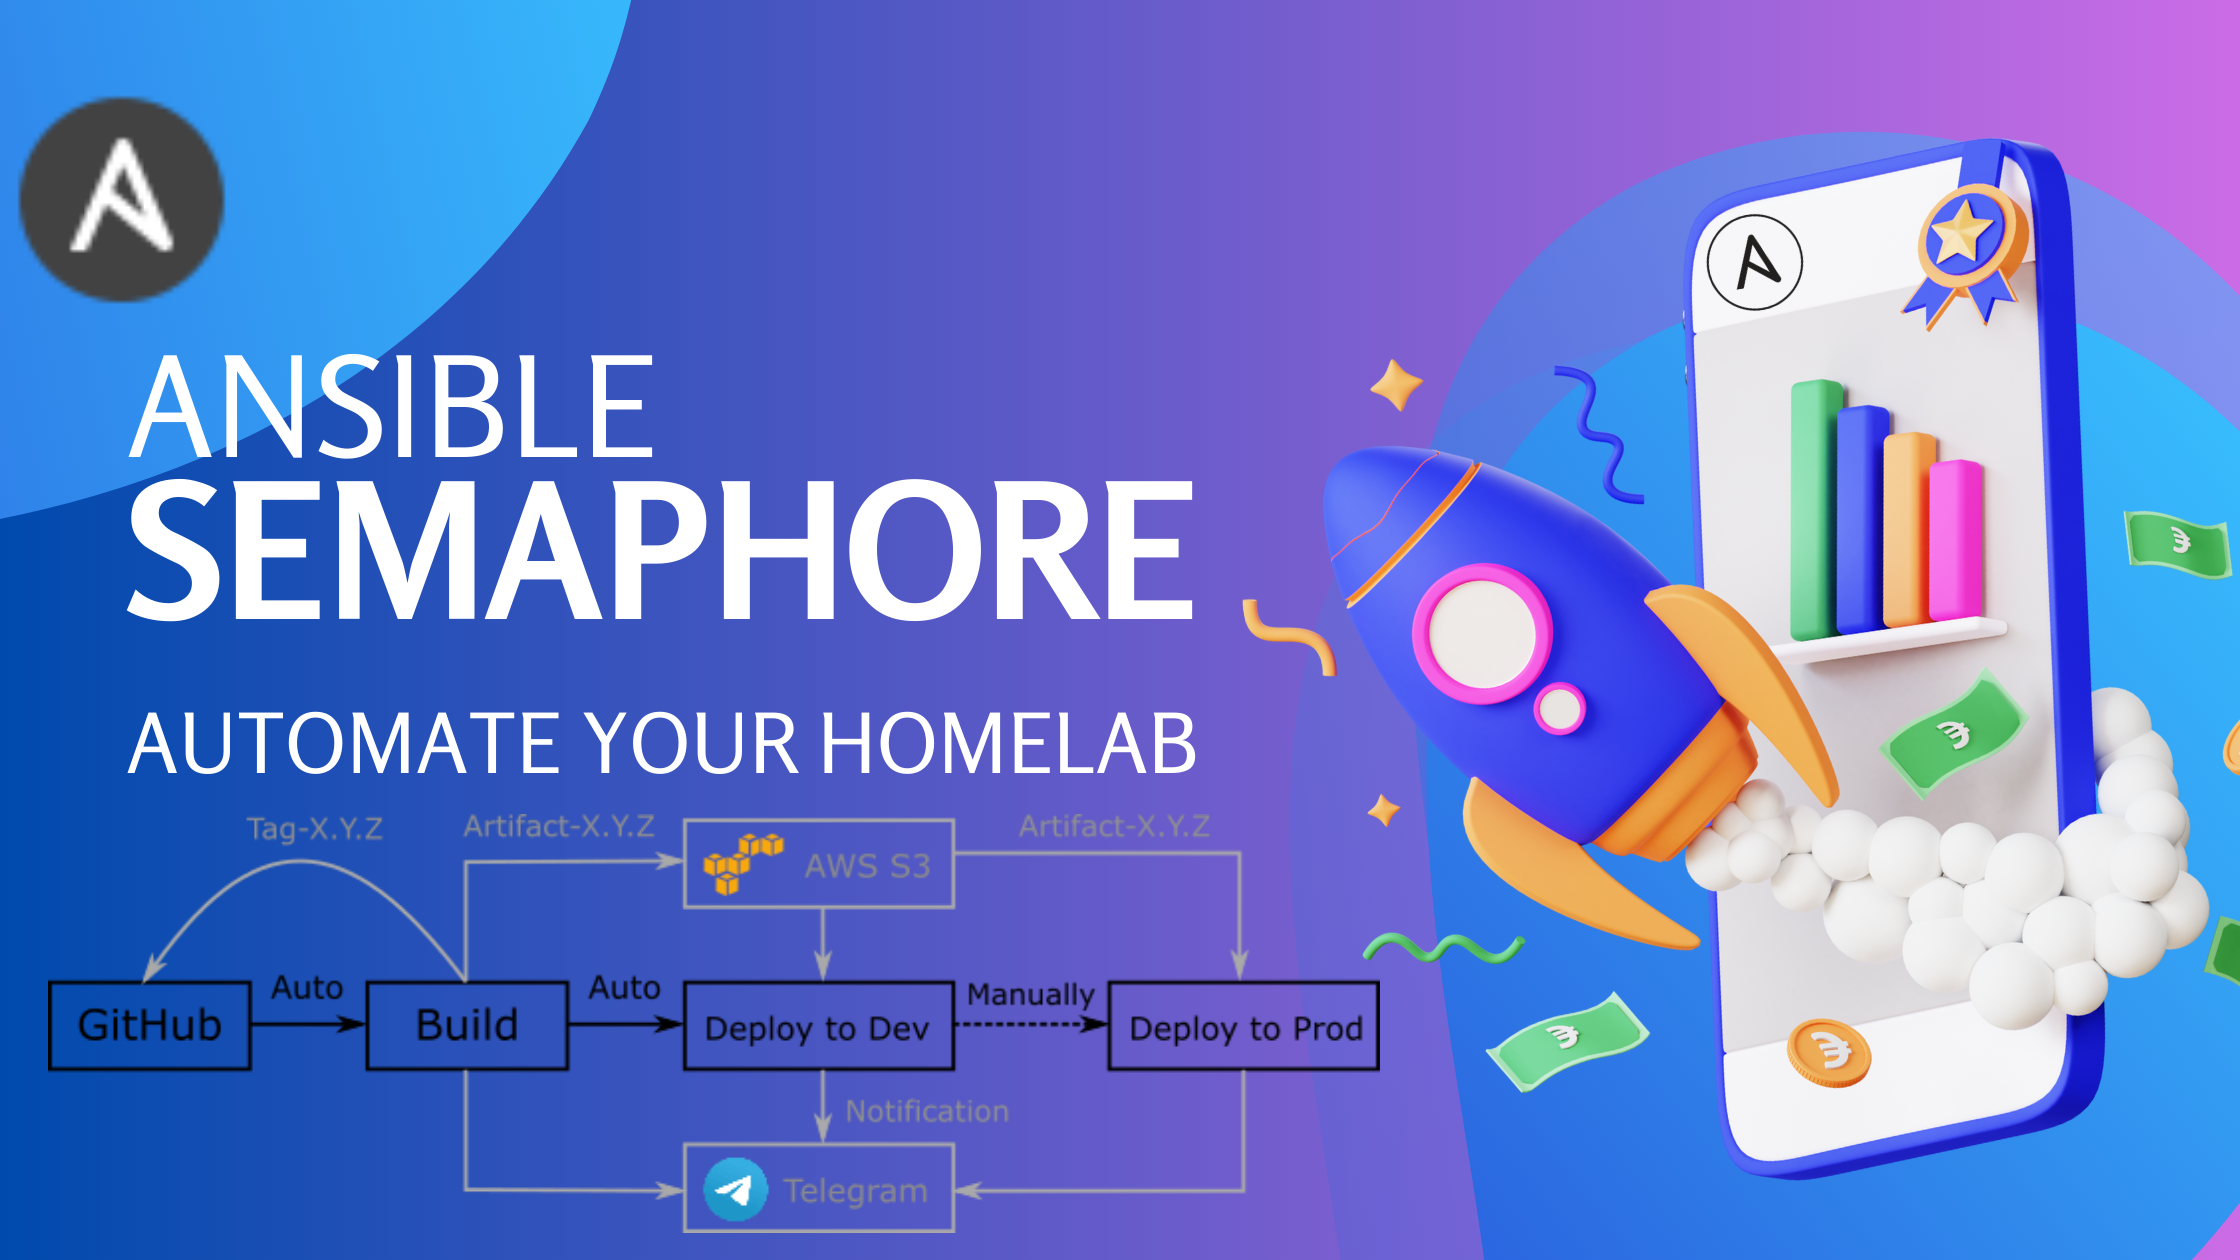 ANSIBLE
SEMAPHORE
AUTOMATE YOUR HOMELAB
Tag-X.Y.Z
Artifact-X.Y.Z
Artifact-X.Y.Z
AWS S3
GitHub
Auto
Build
Auto
Deploy to Dev
Manually
Deploy to Prod
Notification
Telegram